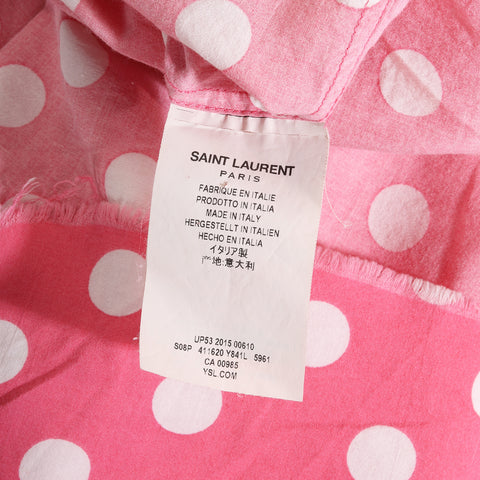 SAINT LAURENT
PARIS
FABRIQUE EN ITALIE
PRODOTTO IN ITALIA
MADE IN ITALY
HERGESTELLT IN ITALIEN
HECHO EN ITALIA
イタリア製
产地:意大利
UP53 2015 00610
S08P 411620 Y841L 5961
CA 00985
YSL.COM